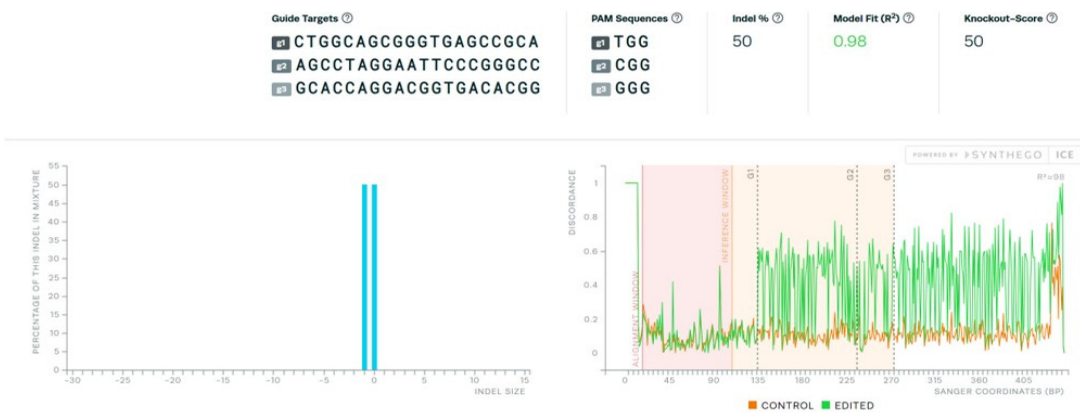 Guide Targets ?
PAM Sequences ?
Indel % ?
Model Fit (R²) ?
Knockout-Score ?
g1 CTGGCAGCGGGTGAGCCGCA
g1 TGG
50
0.98
50
g2 AGCCTAGGAATTCCCGGGCC
g2 CGG
g3 GCACCAGGACGGTGACACGG
g3 GGG
POWERED BY SYNTHEGO ICE
PERCENTAGE OF THIS INDEL IN MIXTURE
55
50
45
40
35
30
25
20
15
10
5
0
-30
-25
-20
-15
-10
-5
0
5
10
15
INDEL SIZE
DISCORDANCE
1
0.8
0.6
0.4
0.2
0
ALIGNMENT WINDOW
INFERENCE WINDOW
G1
G2
G3
R²=98
0
45
90
135
180
225
270
315
360
405
SANGER COORDINATES (BP)
CONTROL
EDITED